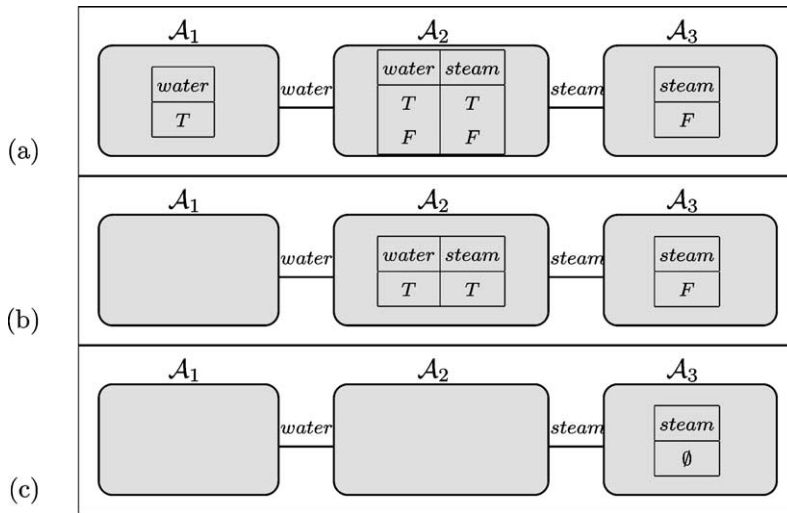 𝒜₁ 𝒜₂ 𝒜₃
water water steam steam
water steam
T T T F
F F
(a)
𝒜₁ 𝒜₂ 𝒜₃
water water steam steam steam
T T F
(b)
𝒜₁ 𝒜₂ 𝒜₃
water steam steam
∅
(c)